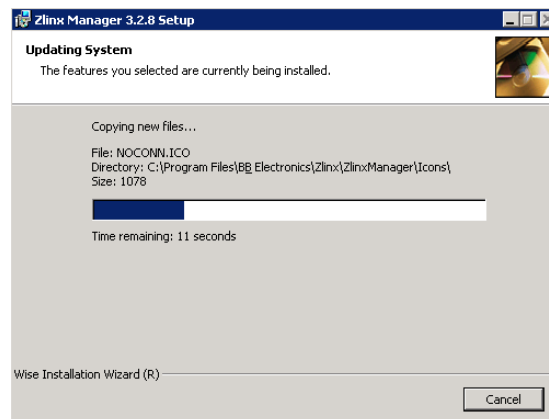 Zlinx Manager 3.2.8 Setup
Updating System
The features you selected are currently being installed.
Copying new files...
File: NOCONN.ICO
Directory: C:\Program Files\BB Electronics\Zlinx\ZlinxManager\Icons\
Size: 1078
Time remaining: 11 seconds
Wise Installation Wizard (R)
Cancel